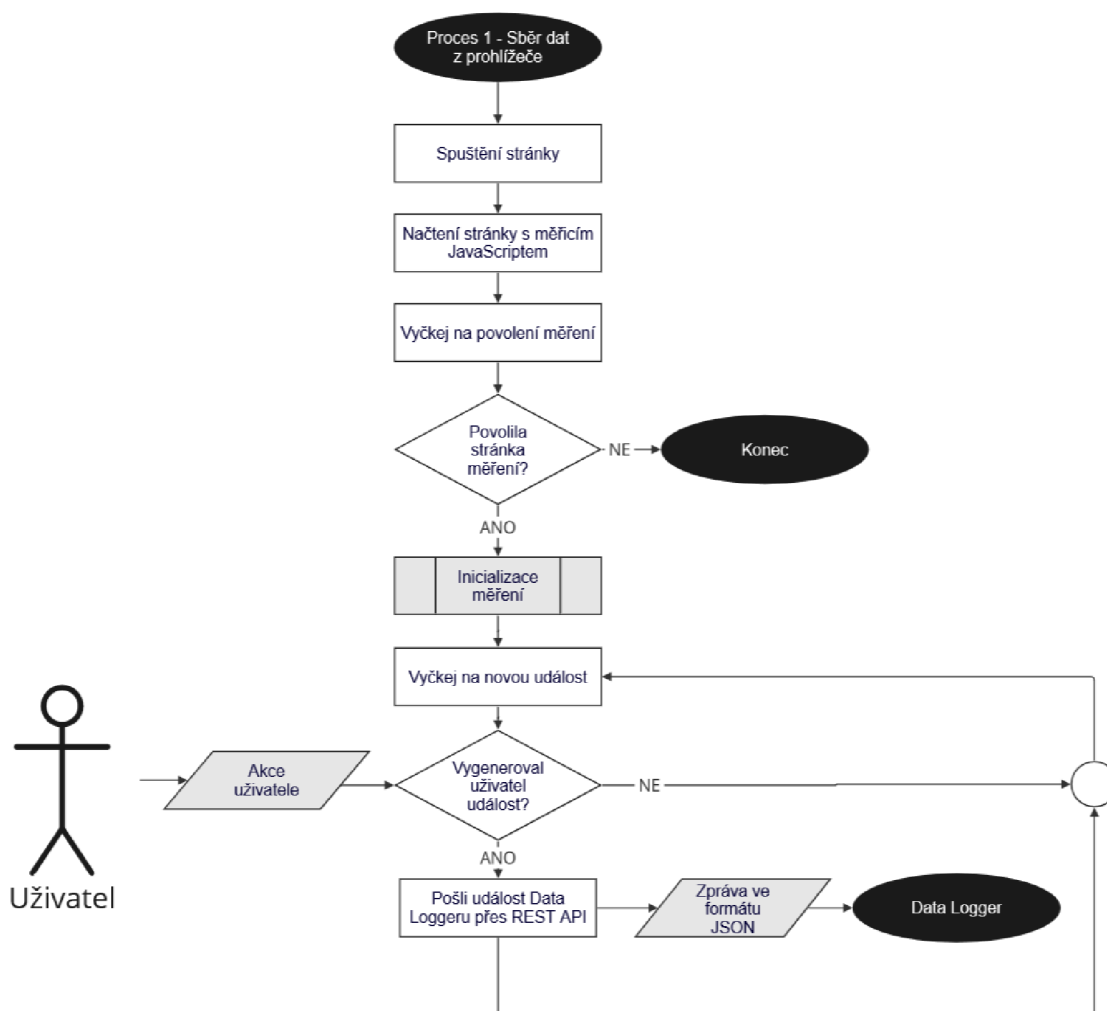 Proces 1 - Sběr dat
z prohlížeče
Spuštění stránky
Načtení stránky s měřicím
JavaScriptem
Vyčkej na povolení měření
Povolila
stránka
měření?
NE
Konec
ANO
Inicializace
měření
Vyčkej na novou událost
Akce
uživatele
Vygeneroval
uživatel
událost?
NE
Uživatel
ANO
Pošli událost Data
Loggeru přes REST API
Zpráva ve
formátu
JSON
Data Logger